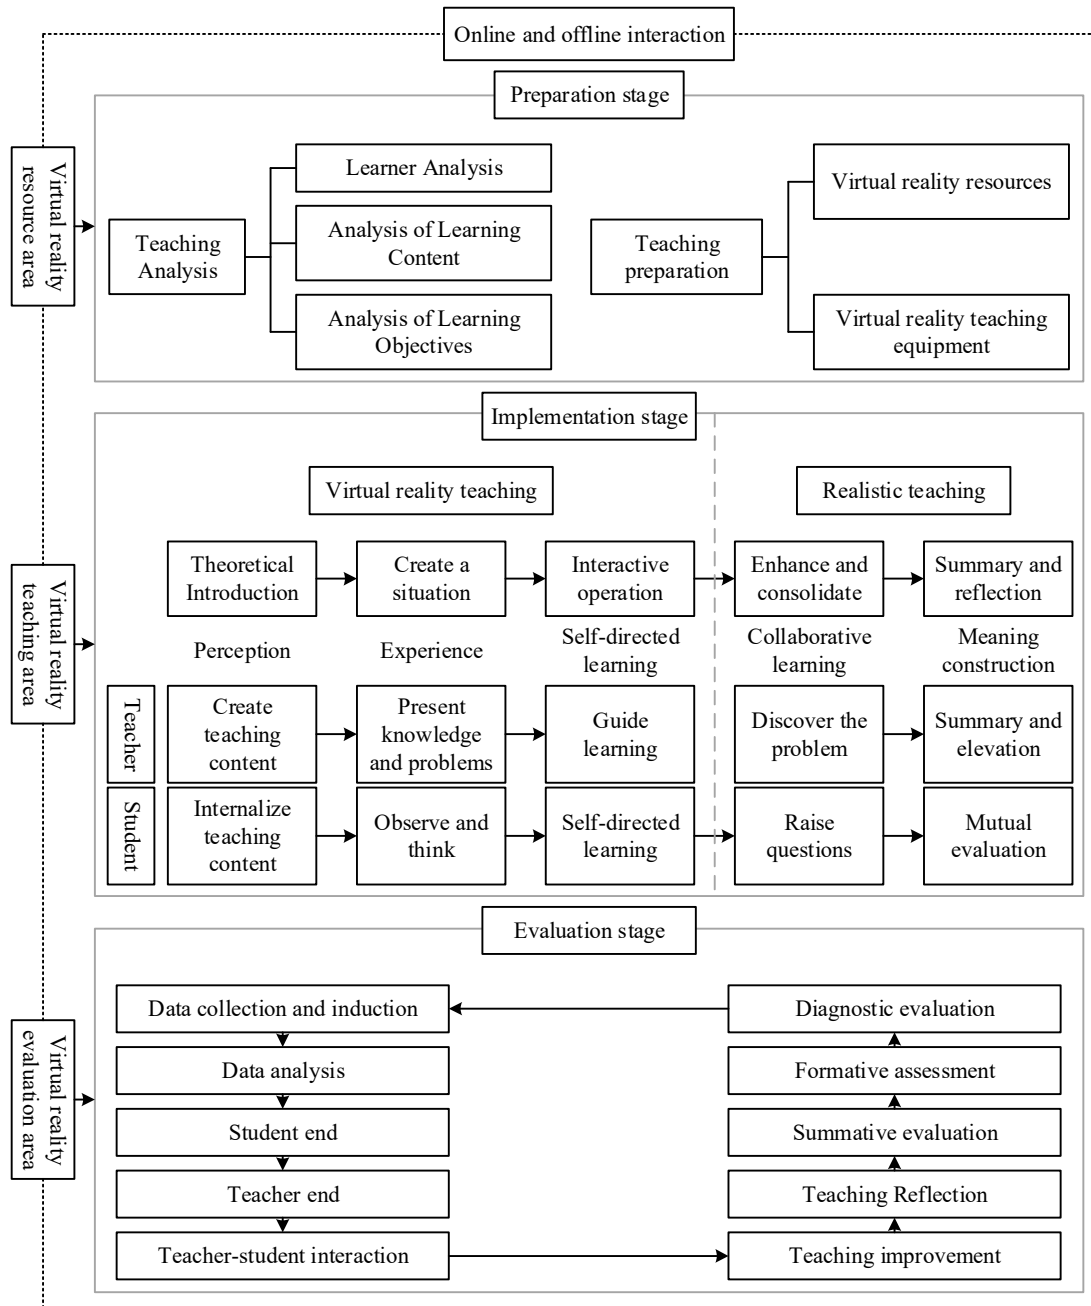 Online and offline interaction
Preparation stage
Virtual reality
resource area
Teaching
Analysis
Learner Analysis
Analysis of Learning
Content
Analysis of Learning
Objectives
Teaching
preparation
Virtual reality resources
Virtual reality teaching
equipment
Implementation stage
Virtual reality
teaching area
Virtual reality teaching
Realistic teaching
Theoretical
Introduction
Create a
situation
Interactive
operation
Enhance and
consolidate
Summary and
reflection
Perception
Experience
Self-directed
learning
Collaborative
learning
Meaning
construction
Teacher
Create
teaching
content
Present
knowledge
and problems
Guide
learning
Discover the
problem
Summary and
elevation
Student
Internalize
teaching
content
Observe and
think
Self-directed
learning
Raise
questions
Mutual
evaluation
Evaluation stage
Virtual reality
evaluation area
Data collection and induction
Data analysis
Student end
Teacher end
Teacher-student interaction
Diagnostic evaluation
Formative assessment
Summative evaluation
Teaching Reflection
Teaching improvement